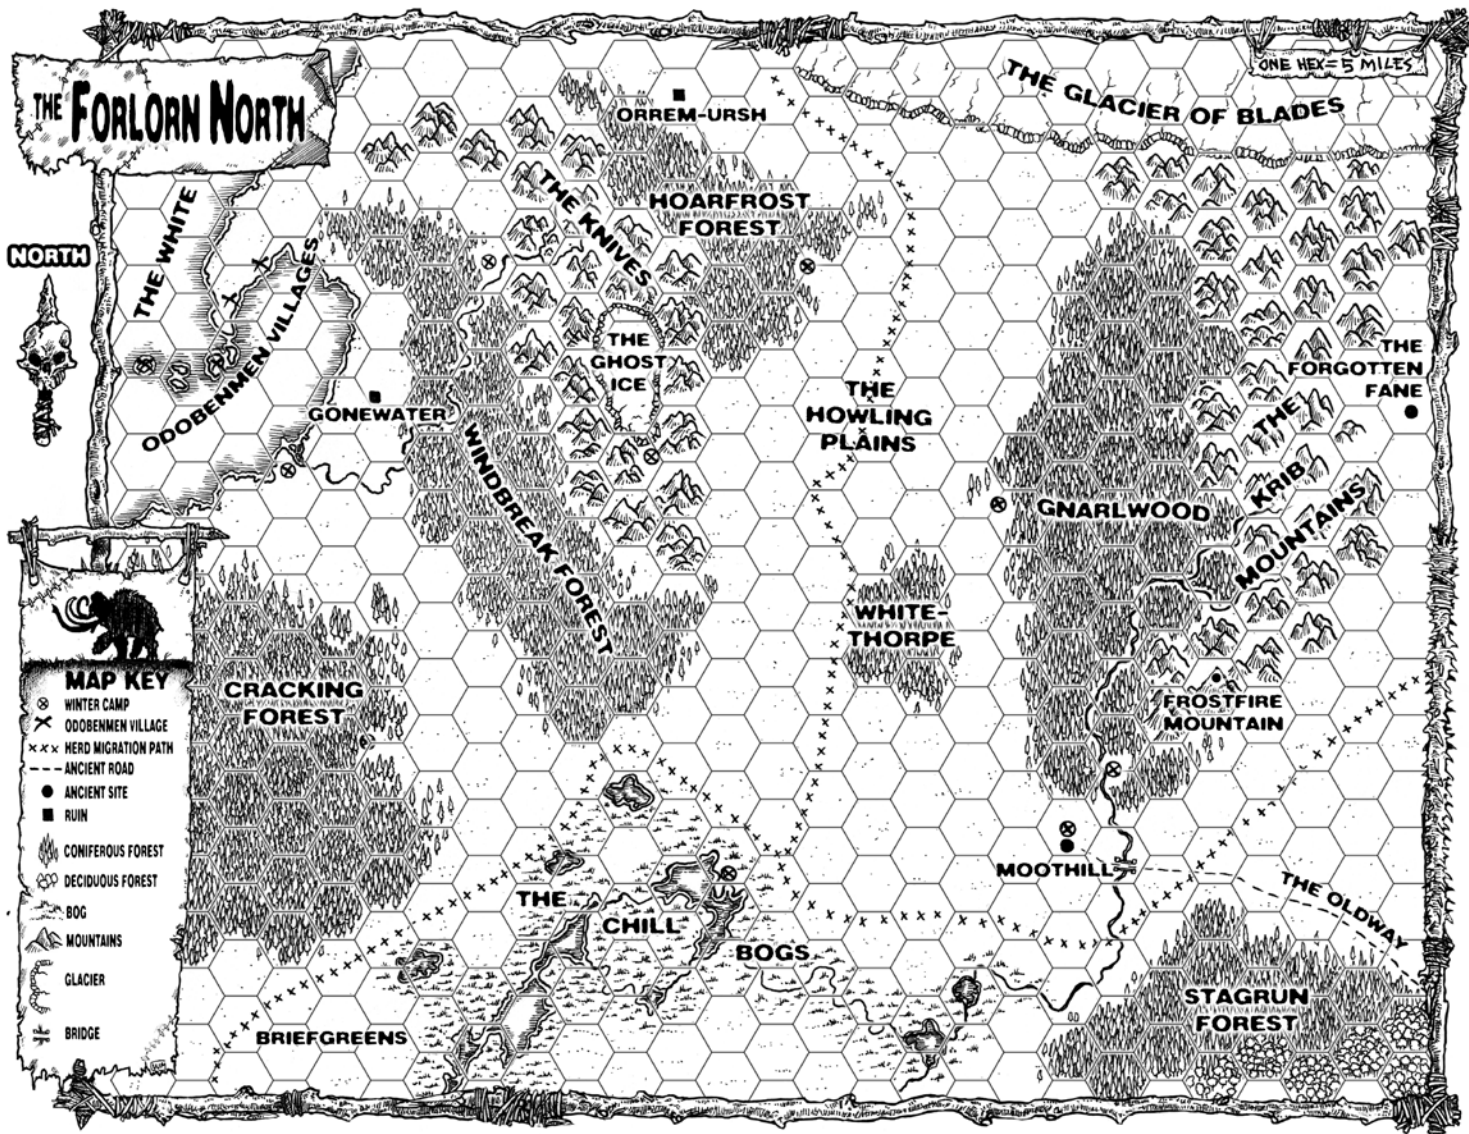 THE FORLORN NORTH
ONE HEX = 5 MILES
THE GLACIER OF BLADES
ORREM-URSH
THE WHITE
NORTH
THE KNIVES
HOARFROST
FOREST
ODOBENMEN VILLAGES
THE
GHOST
ICE
THE
FORGOTTEN
FANE
GONEWATER
THE
HOWLING
PLAINS
THE
KRIB
MOUNTAINS
WINDBREAK FOREST
GNARLWOOD
WHITE-
THORPE
CRACKING
FOREST
FROSTFIRE
MOUNTAIN
MAP KEY
WINTER CAMP
ODOBENMEN VILLAGE
HERD MIGRATION PATH
ANCIENT ROAD
ANCIENT SITE
RUIN
CONIFEROUS FOREST
DECIDUOUS FOREST
BOG
MOUNTAINS
GLACIER
BRIDGE
MOOTHILL
THE OLDWAY
THE
CHILL
BOGS
STAGRUN
FOREST
BRIEFGREENS